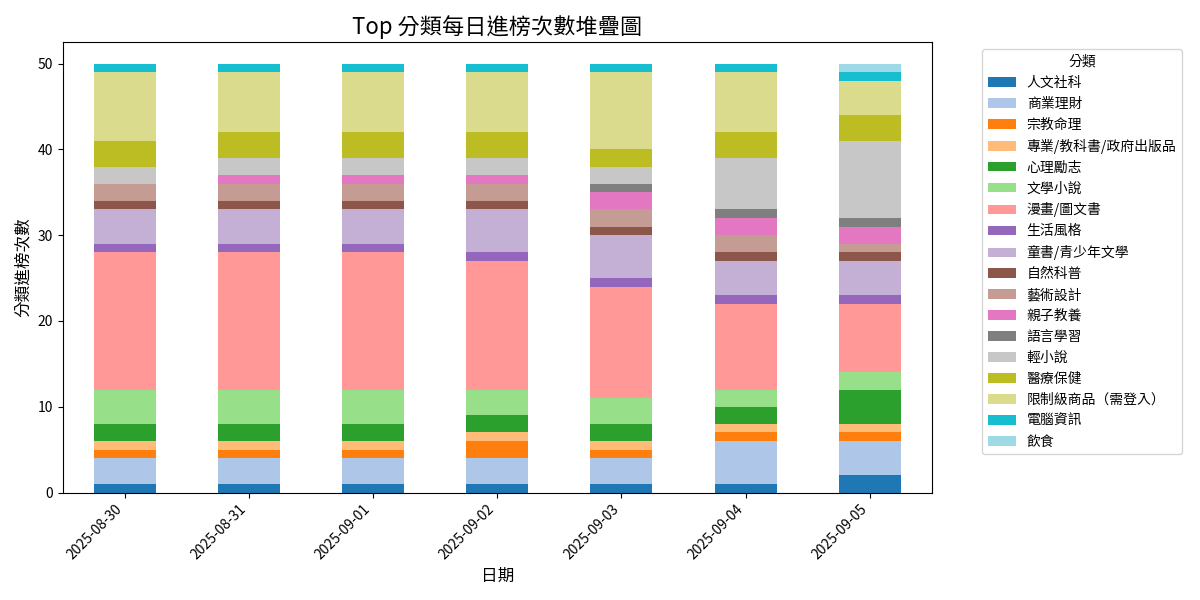 Top 分類每日進榜次數堆疊圖
分類進榜次數
50
40
30
20
10
0
2025-08-30
2025-08-31
2025-09-01
2025-09-02
2025-09-03
2025-09-04
2025-09-05
日期
分類
人文社科
商業理財
宗教命理
專業/教科書/政府出版品
心理勵志
文學小說
漫畫/圖文書
生活風格
童書/青少年文學
自然科普
藝術設計
親子教養
語言學習
輕小說
醫療保健
限制級商品（需登入）
電腦資訊
飲食